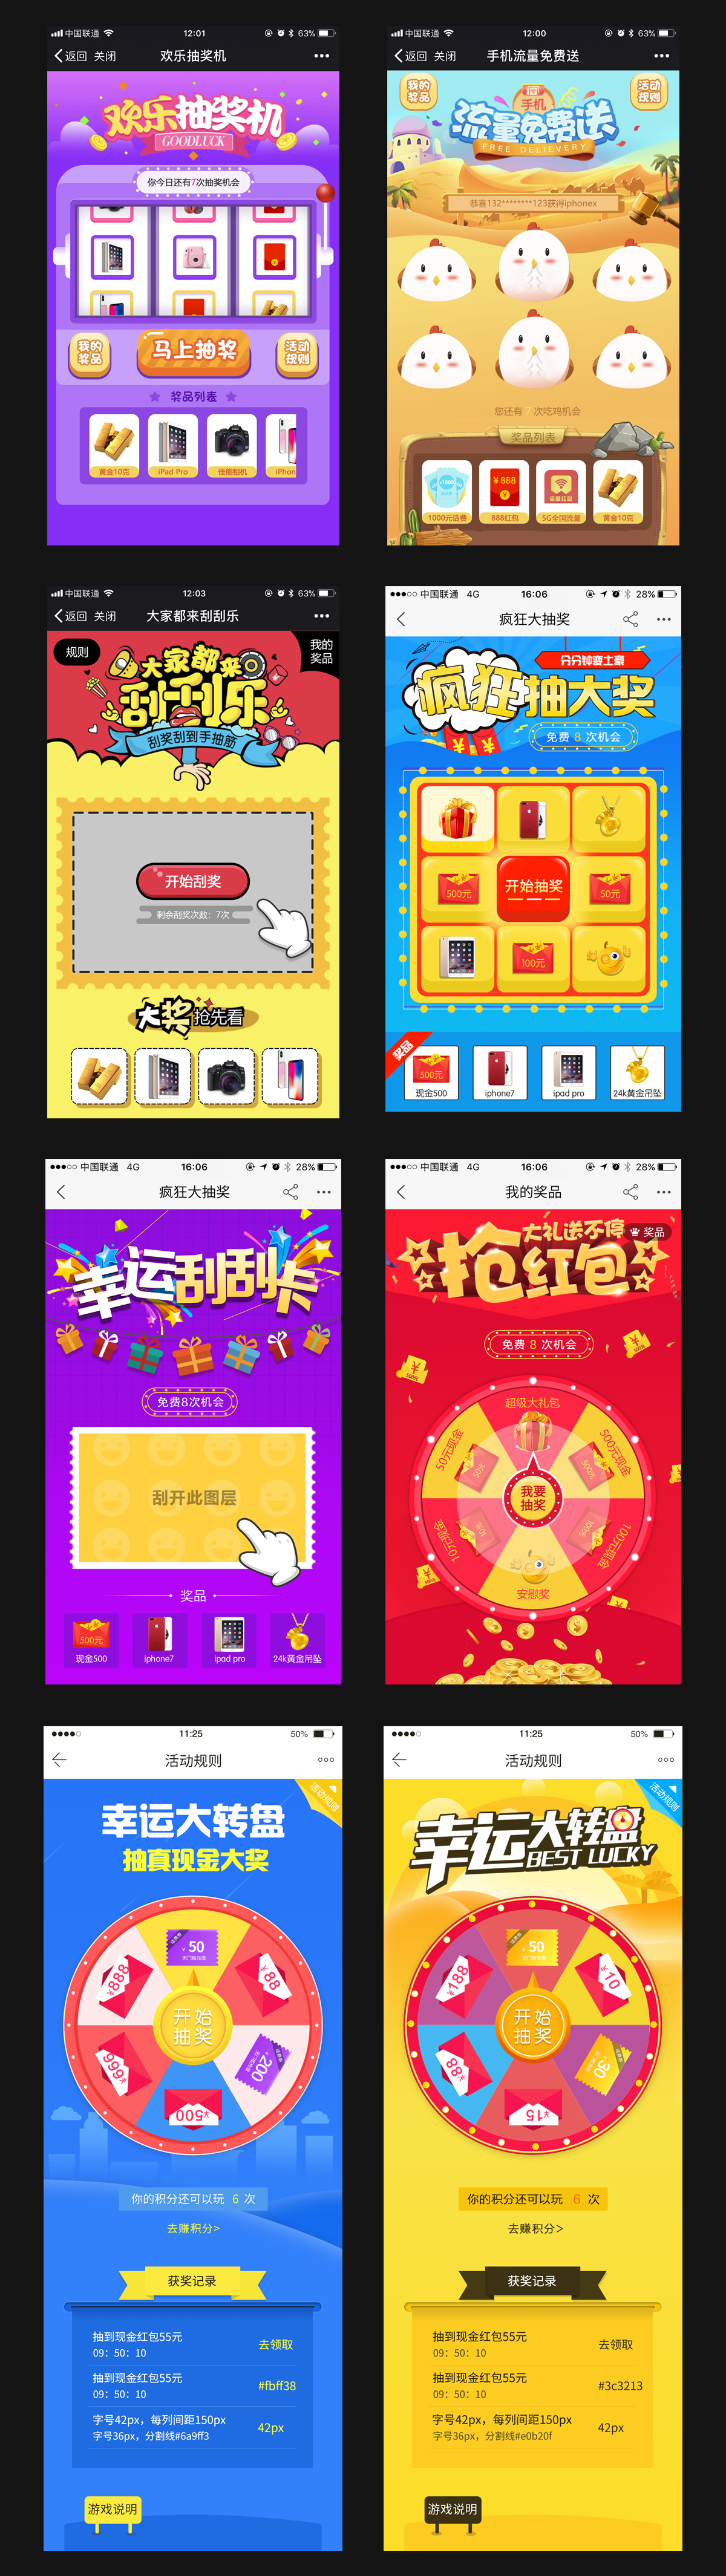 中国联通
12:01
63%
返回 关闭
欢乐抽奖机
欢乐抽奖机
GOODLUCK
你今日还有7次抽奖机会
我的奖品
马上抽奖
活动规则
奖品列表
黄金10克
iPad Pro
佳能相机
iPhon
中国联通
12:00
63%
返回 关闭
手机流量免费送
我的奖品
活动规则
手机
流量免费送
FREE DELIEVERY
恭喜132********123获得iphonex
您还有 7 次吃鸡机会
奖品列表
¥888
流量红包
1000元话费
888红包
5G全国流量
黄金10克
中国联通
12:03
63%
返回 关闭
大家都来刮刮乐
规则
我的奖品
大家都来
刮刮乐
刮奖刮到手抽筋
开始刮奖
剩余刮奖次数：7次
大奖抢先看
中国联通 4G
16:06
28%
疯狂大抽奖
分分钟变土豪
疯狂抽大奖
免费 8 次机会
500元
开始抽奖
50元
100元
奖品
500元
现金500
iphone7
ipad pro
24k黄金吊坠
中国联通 4G
16:06
28%
疯狂大抽奖
幸运刮刮卡
免费8次机会
刮开此图层
奖品
500元
现金500
iphone7
ipad pro
24k黄金吊坠
中国联通 4G
16:06
28%
我的奖品
大礼送不停
奖品
抢红包
免费 8 次机会
超级大礼包
50元现金
500元现金
50元
500元
我要抽奖
10元现金
100元现金
10元
100元
安慰奖
11:25
50%
活动规则
活动规则
幸运大转盘
抽真现金大奖
¥50
¥888
¥88
开始抽奖
¥666
200
¥500
你的积分还可以玩 6 次
去赚积分>
获奖记录
抽到现金红包55元
09：50：10
去领取
抽到现金红包55元
09：50：10
#fbff38
字号42px，每列间距150px
字号36px，分割线#6a9ff3
42px
游戏说明
11:25
50%
活动规则
活动规则
幸运大转盘
BEST LUCKY
50
¥188
¥10
开始抽奖
¥88
30
¥15
你的积分还可以玩 6 次
去赚积分>
获奖记录
抽到现金红包55元
09：50：10
去领取
抽到现金红包55元
09：50：10
#3c3213
字号42px，每列间距150px
字号36px，分割线#e0b20f
42px
游戏说明